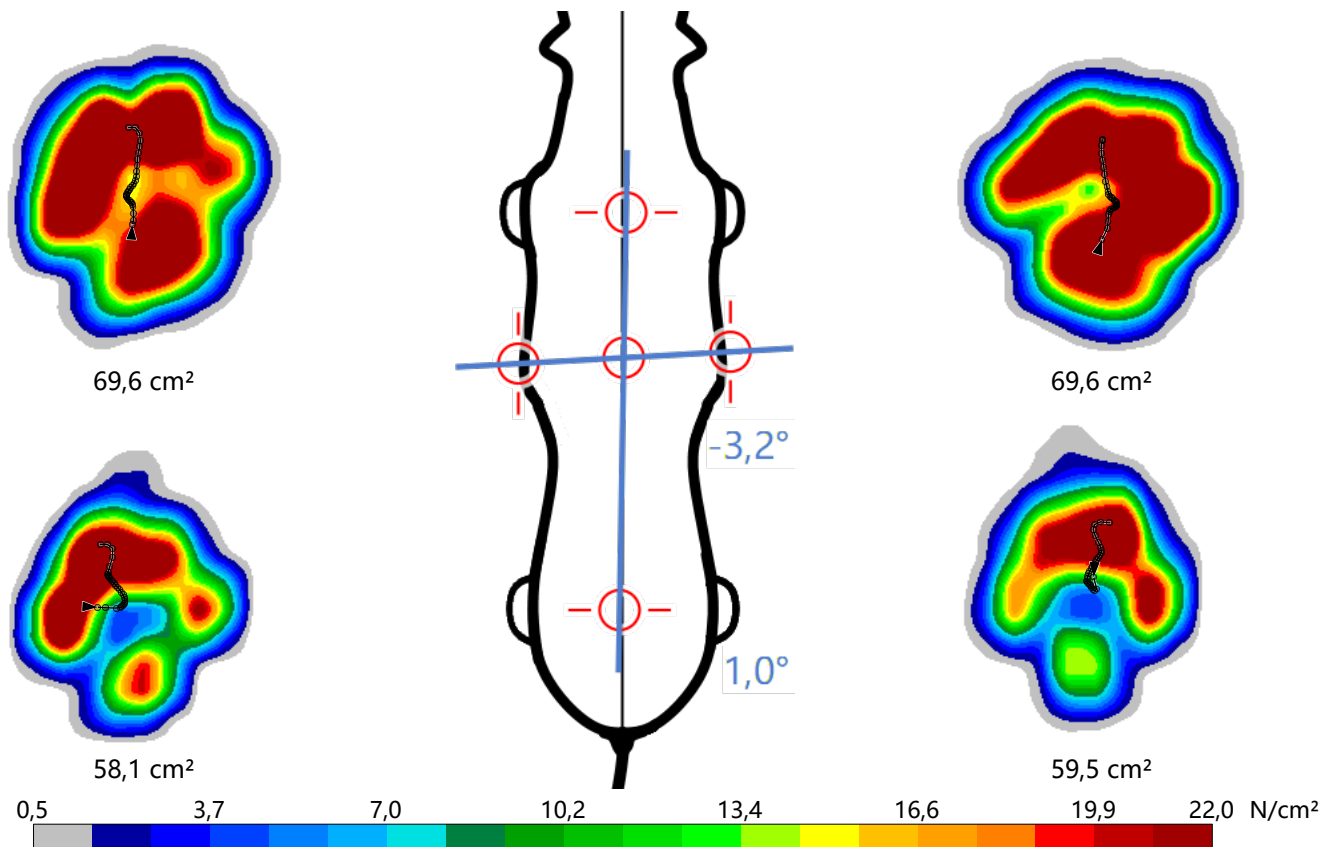 69,6 cm²
69,6 cm²
-3,2°
1,0°
58,1 cm²
59,5 cm²
0,5 3,7 7,0 10,2 13,4 16,6 19,9 22,0 N/cm²